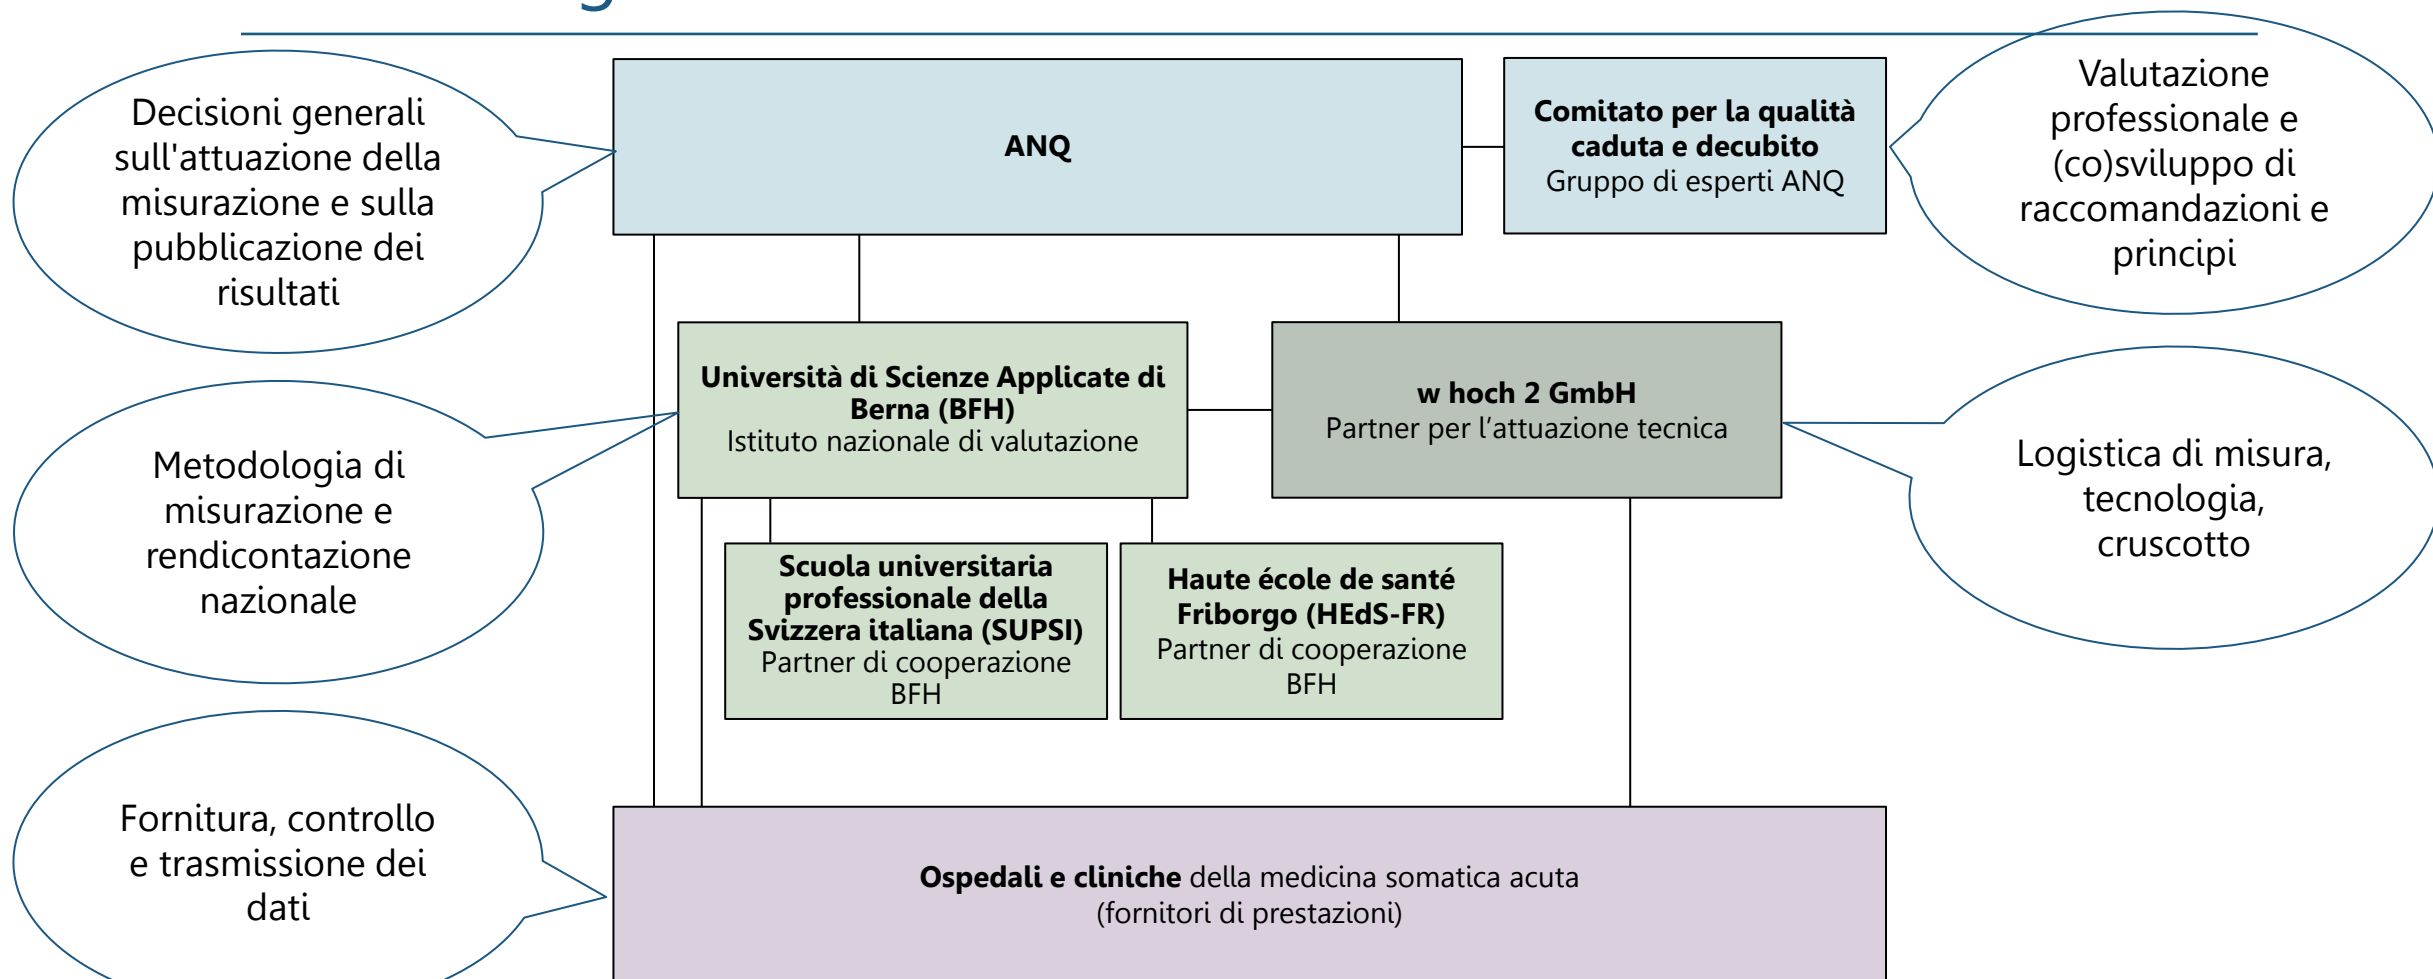 Decisioni generali
sull'attuazione della
misurazione e sulla
pubblicazione dei
risultati
ANQ
Comitato per la qualità
caduta e decubito
Gruppo di esperti ANQ
Valutazione
professionale e
(co)sviluppo di
raccomandazioni e
principi
Metodologia di
misurazione e
rendicontazione
nazionale
Università di Scienze Applicate di
Berna (BFH)
Istituto nazionale di valutazione
w hoch 2 GmbH
Partner per l’attuazione tecnica
Logistica di misura,
tecnologia,
cruscotto
Scuola universitaria
professionale della
Svizzera italiana (SUPSI)
Partner di cooperazione
BFH
Haute école de santé
Friborgo (HEdS-FR)
Partner di cooperazione
BFH
Fornitura, controllo
e trasmissione dei
dati
Ospedali e cliniche della medicina somatica acuta
(fornitori di prestazioni)